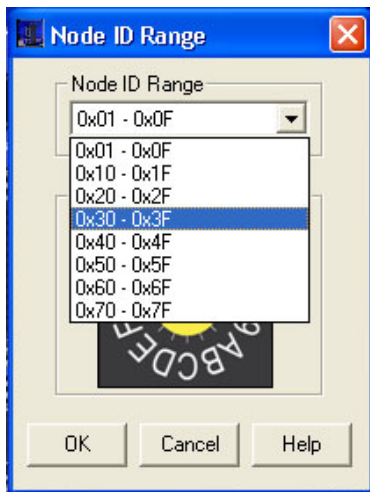 Node ID Range
Node ID Range
0x01 - 0x0F
0x01 - 0x0F
0x10 - 0x1F
0x20 - 0x2F
0x30 - 0x3F
0x40 - 0x4F
0x50 - 0x5F
0x60 - 0x6F
0x70 - 0x7F
9ABCDEF
OK Cancel Help